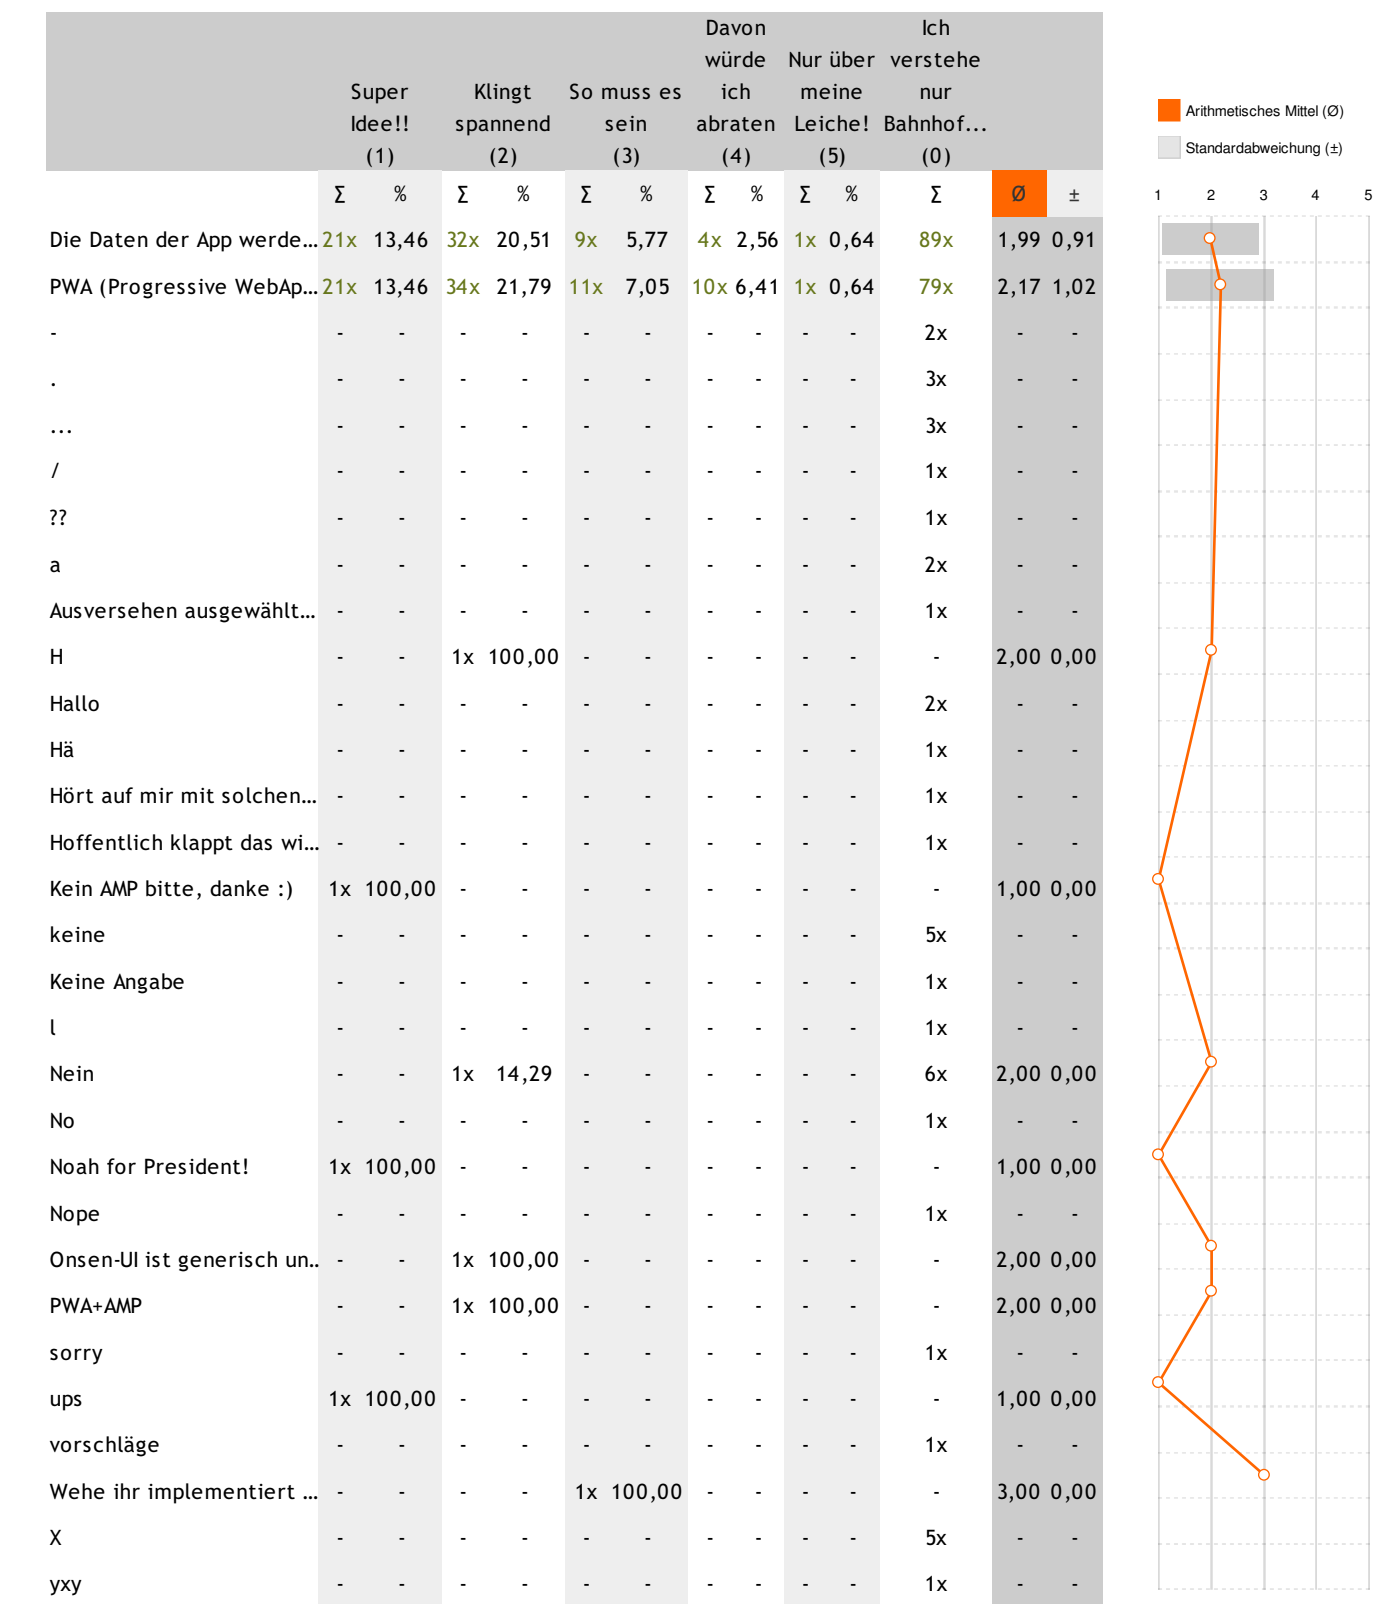 Davon Ich
würde Nur über verstehe
Super Klingt So muss es ich meine nur
Idee!! spannend sein abraten Leiche! Bahnhof...
(1) (2) (3) (4) (5) (0)
Arithmetisches Mittel (Ø)
Standardabweichung (±)
Σ % Σ % Σ % Σ % Σ % Σ Ø ± 1 2 3 4 5
Die Daten der App werde... 21x 13,46 32x 20,51 9x 5,77 4x 2,56 1x 0,64 89x 1,99 0,91
PWA (Progressive WebAp... 21x 13,46 34x 21,79 11x 7,05 10x 6,41 1x 0,64 79x 2,17 1,02
- - - - - - - - - - - 2x - -
. - - - - - - - - - - 3x - -
... - - - - - - - - - - 3x - -
/ - - - - - - - - - - 1x - -
?? - - - - - - - - - - 1x - -
a - - - - - - - - - - 2x - -
Ausversehen ausgewählt... - - - - - - - - - - 1x - -
H - - 1x 100,00 - - - - - - - 2,00 0,00
Hallo - - - - - - - - - - 2x - -
Hä - - - - - - - - - - 1x - -
Hört auf mir mit solchen... - - - - - - - - - - 1x - -
Hoffentlich klappt das wi... - - - - - - - - - - 1x - -
Kein AMP bitte, danke :) 1x 100,00 - - - - - - - - - 1,00 0,00
keine - - - - - - - - - - 5x - -
Keine Angabe - - - - - - - - - - 1x - -
l - - - - - - - - - - 1x - -
Nein - - 1x 14,29 - - - - - - 6x 2,00 0,00
No - - - - - - - - - - 1x - -
Noah for President! 1x 100,00 - - - - - - - - - 1,00 0,00
Nope - - - - - - - - - - 1x - -
Onsen-UI ist generisch un... - - 1x 100,00 - - - - - - - 2,00 0,00
PWA+AMP - - 1x 100,00 - - - - - - - 2,00 0,00
sorry - - - - - - - - - - 1x - -
ups 1x 100,00 - - - - - - - - - 1,00 0,00
vorschläge - - - - - - - - - - 1x - -
Wehe ihr implementiert ... - - - - 1x 100,00 - - - - - 3,00 0,00
X - - - - - - - - - - 5x - -
yxy - - - - - - - - - - 1x - -